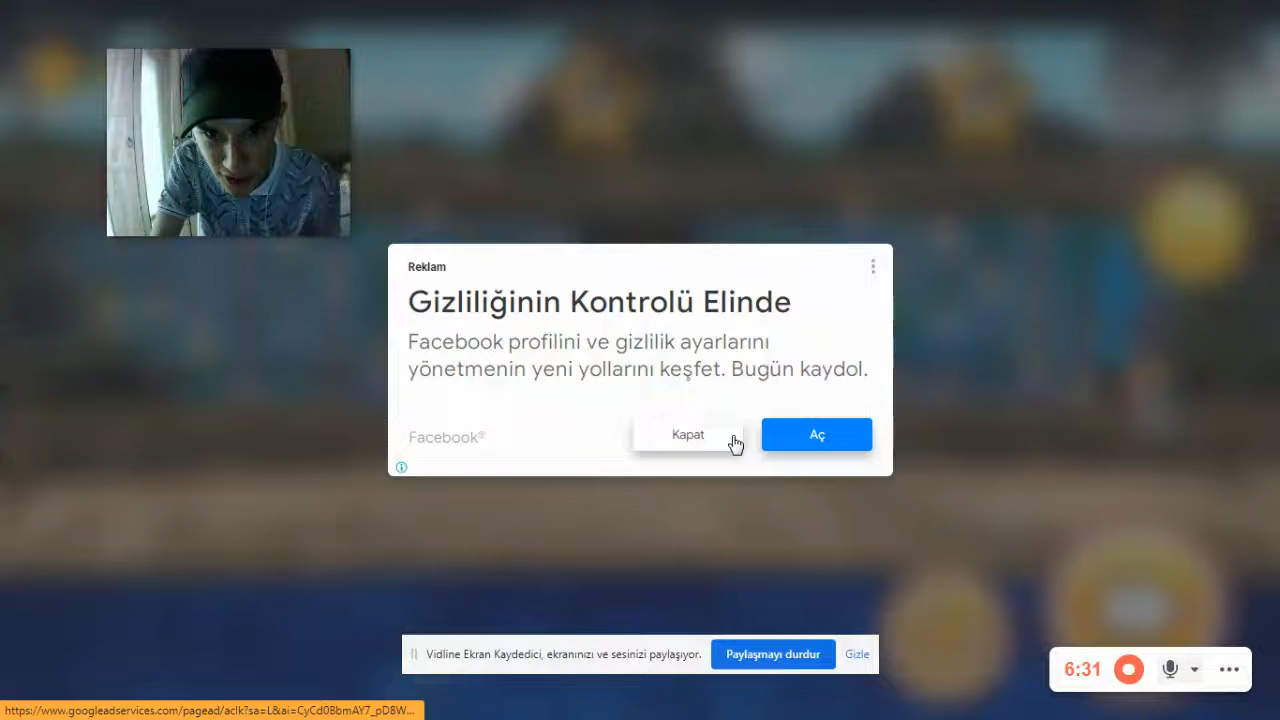 Reklam
Gizliliğinin Kontrolü Elinde
Facebook profilini ve gizlilik ayarlarını
yönetmenin yeni yollarını keşfet. Bugün kaydol.
Facebook®
Kapat
Aç
Vidline Ekran Kaydedici, ekranınızı ve sesinizi paylaşıyor.
Paylaşmayı durdur
Gizle
6:31
https://www.googleadservices.com/pagead/aclk?sa=L&ai=CyCd0BbmAY7_pD8W...